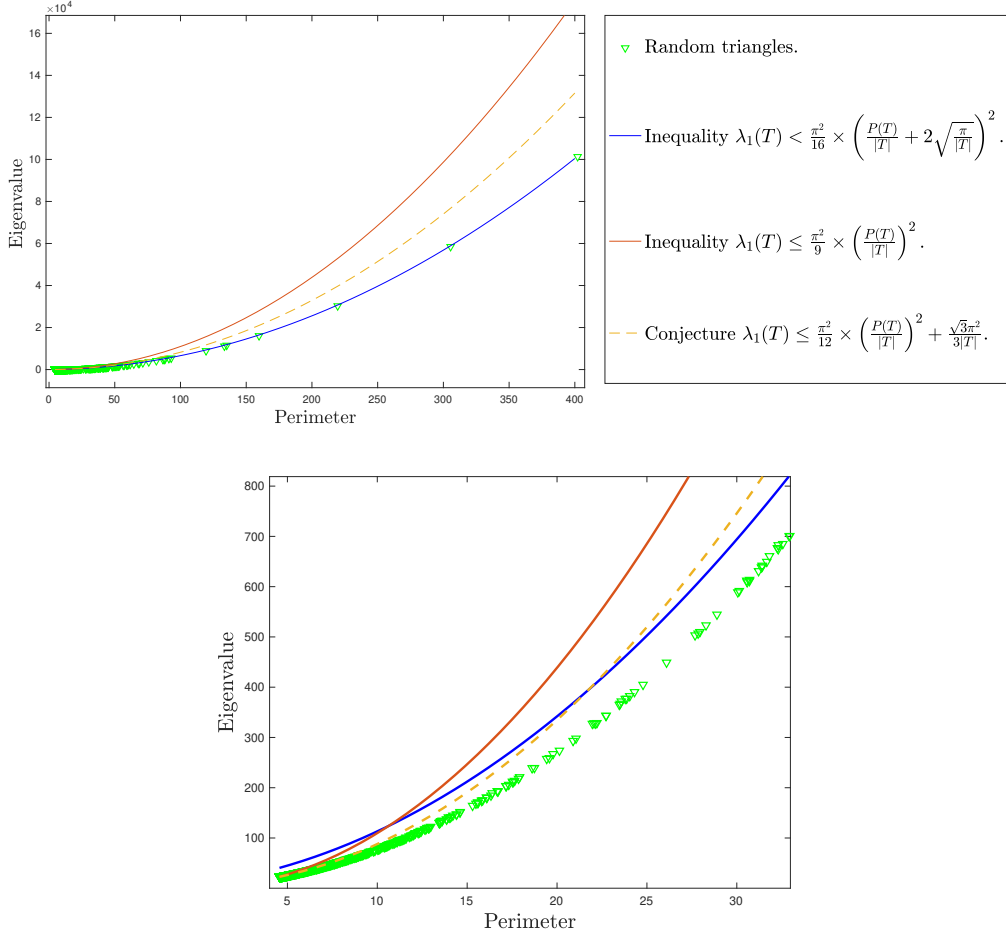 ×10⁴
16
14
12
10
8
6
4
2
0
Eigenvalue
0 50 100 150 200 250 300 350 400
Perimeter
Random triangles.
Inequality λ₁(T) < π²/16 × (P(T)/|T| + 2√(π/|T|))².
Inequality λ₁(T) ≤ π²/9 × (P(T)/|T|)².
Conjecture λ₁(T) ≤ π²/12 × (P(T)/|T|)² + √3π²/3|T|.
800
700
600
500
400
300
200
100
Eigenvalue
5 10 15 20 25 30
Perimeter